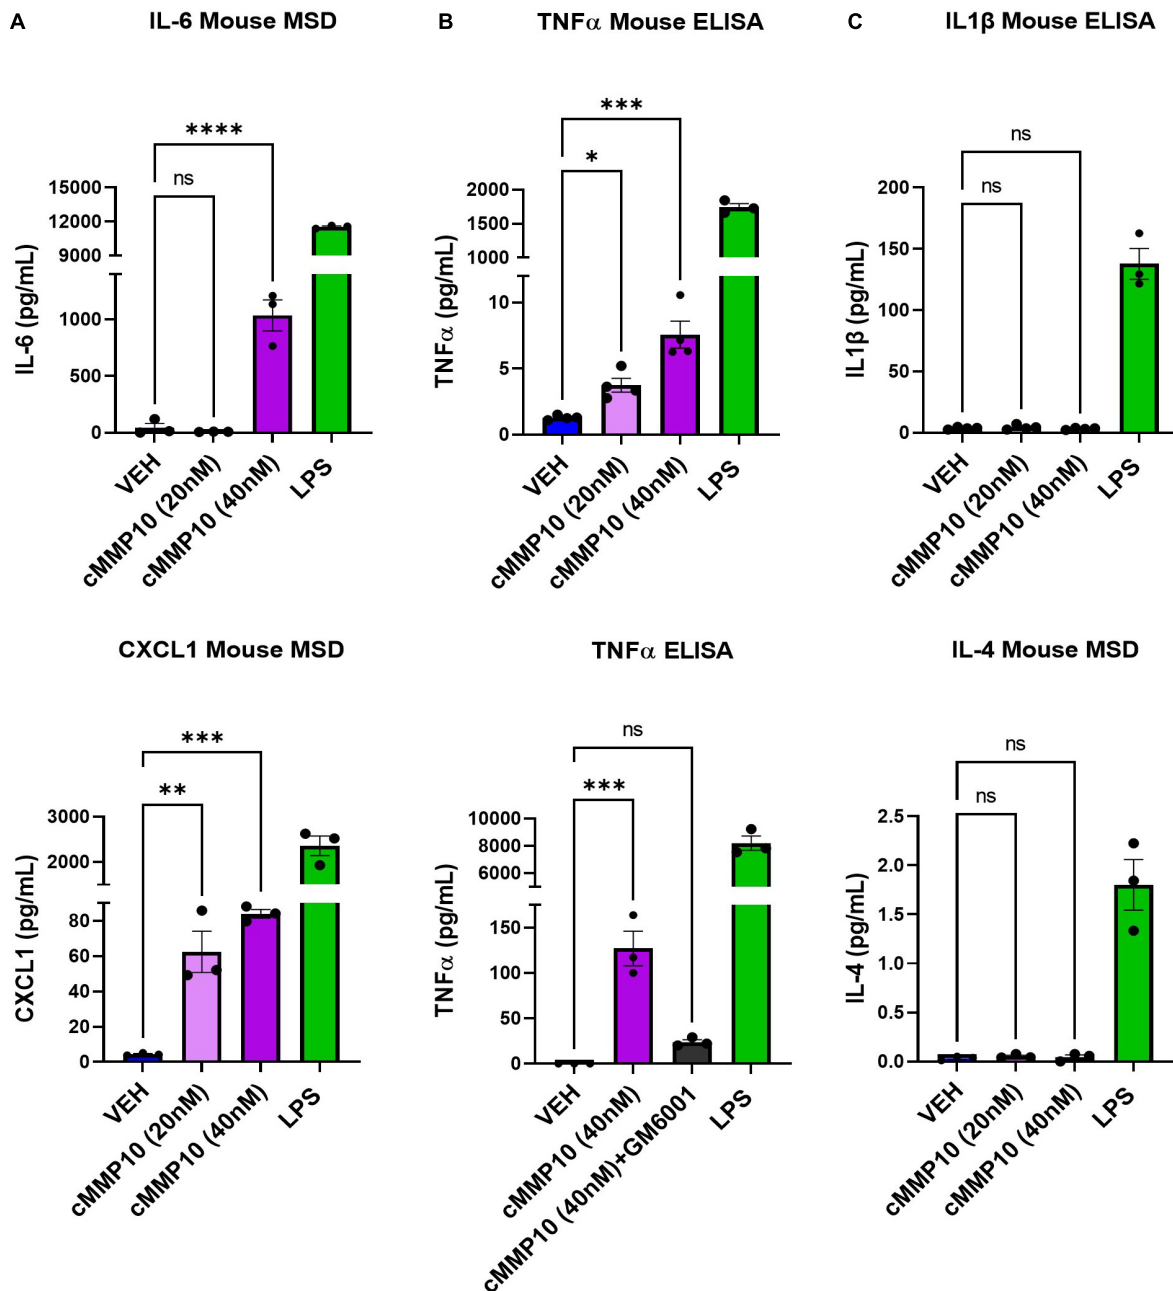 A
IL-6 Mouse MSD
IL-6 (pg/mL)
15000
12000
9000
1000
500
0
****
ns
VEH
cMMP10 (20nM)
cMMP10 (40nM)
LPS
B
TNFα Mouse ELISA
TNFα (pg/mL)
2000
1500
1000
10
5
0
***
*
VEH
cMMP10 (20nM)
cMMP10 (40nM)
LPS
C
IL1β Mouse ELISA
IL1β (pg/mL)
200
150
100
50
0
ns
ns
VEH
cMMP10 (20nM)
cMMP10 (40nM)
LPS
CXCL1 Mouse MSD
CXCL1 (pg/mL)
3000
2000
80
60
40
20
0
***
**
VEH
cMMP10 (20nM)
cMMP10 (40nM)
LPS
TNFα ELISA
TNFα (pg/mL)
10000
8000
6000
150
100
50
0
ns
***
VEH
cMMP10 (40nM)
cMMP10 (40nM)+GM6001
LPS
IL-4 Mouse MSD
IL-4 (pg/mL)
2.5
2.0
1.5
1.0
0.5
0.0
ns
ns
VEH
cMMP10 (20nM)
cMMP10 (40nM)
LPS